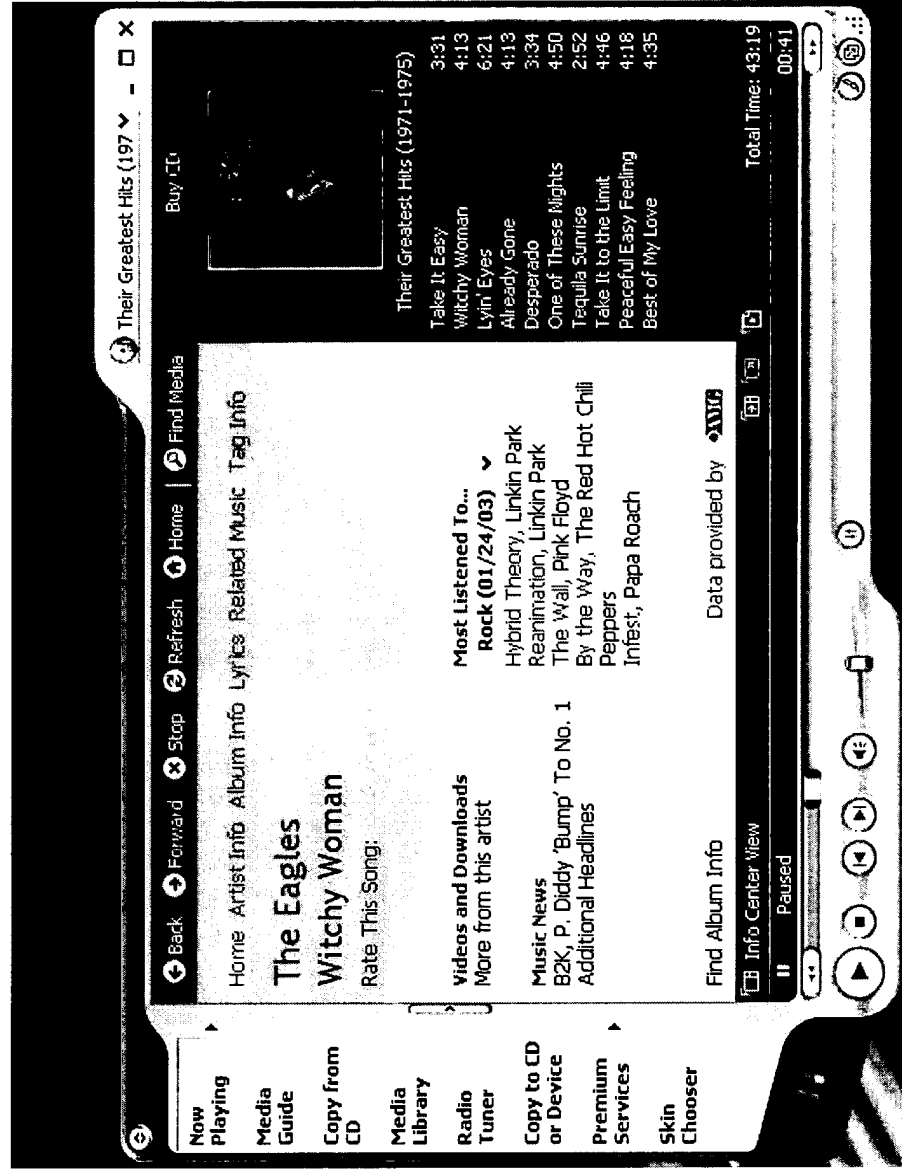 Their Greatest Hits (197
Back Forward Stop Refresh Home Find Media
Buy CD
Now
Playing
Media
Guide
Copy from
CD
Media
Library
Radio
Tuner
Copy to CD
or Device
Premium
Services
Skin
Chooser
Home Artist Info Album Info Lyrics Related Music Tag Info
The Eagles
Witchy Woman
Rate This Song:
Videos and Downloads
More from this artist
Music News
B2K, P. Diddy 'Bump' To No. 1
Additional Headlines
Most Listened To...
Rock (01/24/03)
Hybrid Theory, Linkin Park
Reanimation, Linkin Park
The Wall, Pink Floyd
By the Way, The Red Hot Chili
Peppers
Infest, Papa Roach
Find Album Info
Data provided by AMG
Their Greatest Hits (1971-1975)
Take It Easy 3:31
Witchy Woman 4:13
Lyin' Eyes 6:21
Already Gone 4:13
Desperado 3:34
One of These Nights 4:50
Tequila Sunrise 2:52
Take It to the Limit 4:46
Peaceful Easy Feeling 4:18
Best of My Love 4:35
Info Center View
Total Time: 43:19
Paused
00:41